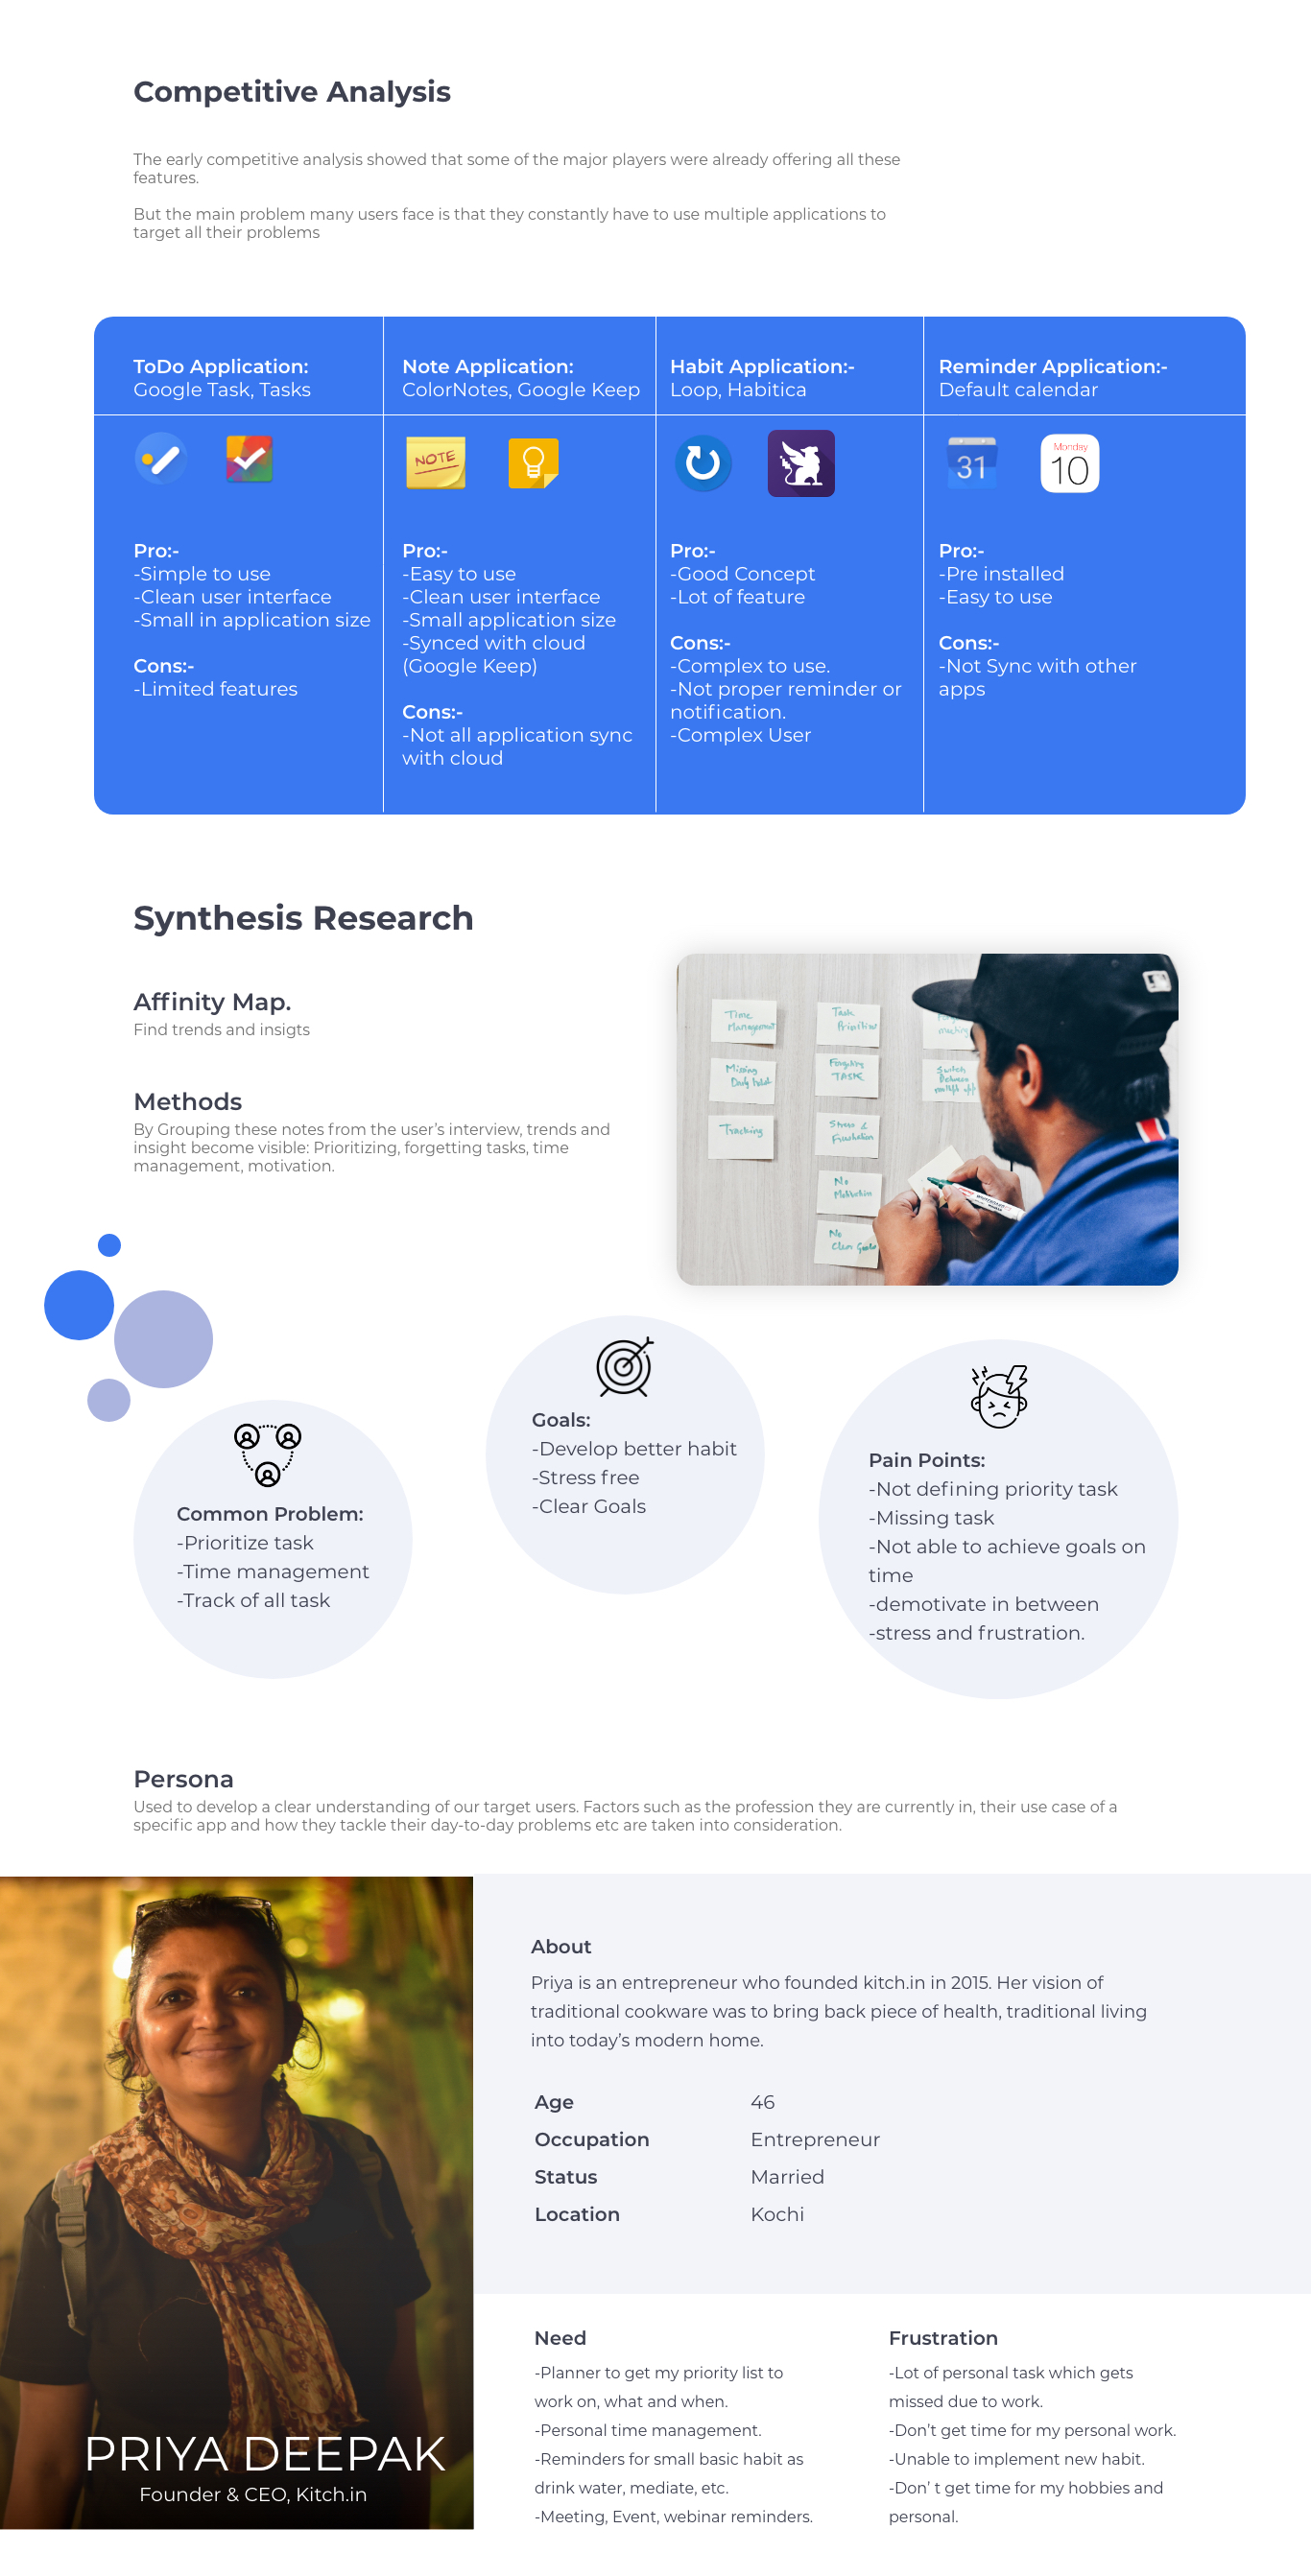 Competitive Analysis
The early competitive analysis showed that some of the major players were already offering all these
features.
But the main problem many users face is that they constantly have to use multiple applications to
target all their problems
ToDo Application:
Google Task, Tasks
Note Application:
ColorNotes, Google Keep
Habit Application:-
Loop, Habitica
Reminder Application:-
Default calendar
NOTE
31
Monday
10
Pro:-
-Simple to use
-Clean user interface
-Small in application size
Cons:-
-Limited features
Pro:-
-Easy to use
-Clean user interface
-Small application size
-Synced with cloud
(Google Keep)
Cons:-
-Not all application sync
with cloud
Pro:-
-Good Concept
-Lot of feature
Cons:-
-Complex to use.
-Not proper reminder or
notification.
-Complex User
Pro:-
-Pre installed
-Easy to use
Cons:-
-Not Sync with other
apps
Synthesis Research
Affinity Map.
Find trends and insigts
Methods
By Grouping these notes from the user's interview, trends and
insight become visible: Prioritizing, forgetting tasks, time
management, motivation.
Time
Management
Missing
Daily habit
Tracking
Task
Prioritize
Forgetting
TASK
Stress &
Frustration
No
Motivation
No
Clear Goals
Switch
Between
multiple app
Common Problem:
-Prioritize task
-Time management
-Track of all task
Goals:
-Develop better habit
-Stress free
-Clear Goals
Pain Points:
-Not defining priority task
-Missing task
-Not able to achieve goals on
time
-demotivate in between
-stress and frustration.
Persona
Used to develop a clear understanding of our target users. Factors such as the profession they are currently in, their use case of a
specific app and how they tackle their day-to-day problems etc are taken into consideration.
PRIYA DEEPAK
Founder & CEO, Kitch.in
About
Priya is an entrepreneur who founded kitch.in in 2015. Her vision of
traditional cookware was to bring back piece of health, traditional living
into today's modern home.
Age 46
Occupation Entrepreneur
Status Married
Location Kochi
Need
-Planner to get my priority list to
work on, what and when.
-Personal time management.
-Reminders for small basic habit as
drink water, mediate, etc.
-Meeting, Event, webinar reminders.
Frustration
-Lot of personal task which gets
missed due to work.
-Don't get time for my personal work.
-Unable to implement new habit.
-Don' t get time for my hobbies and
personal.